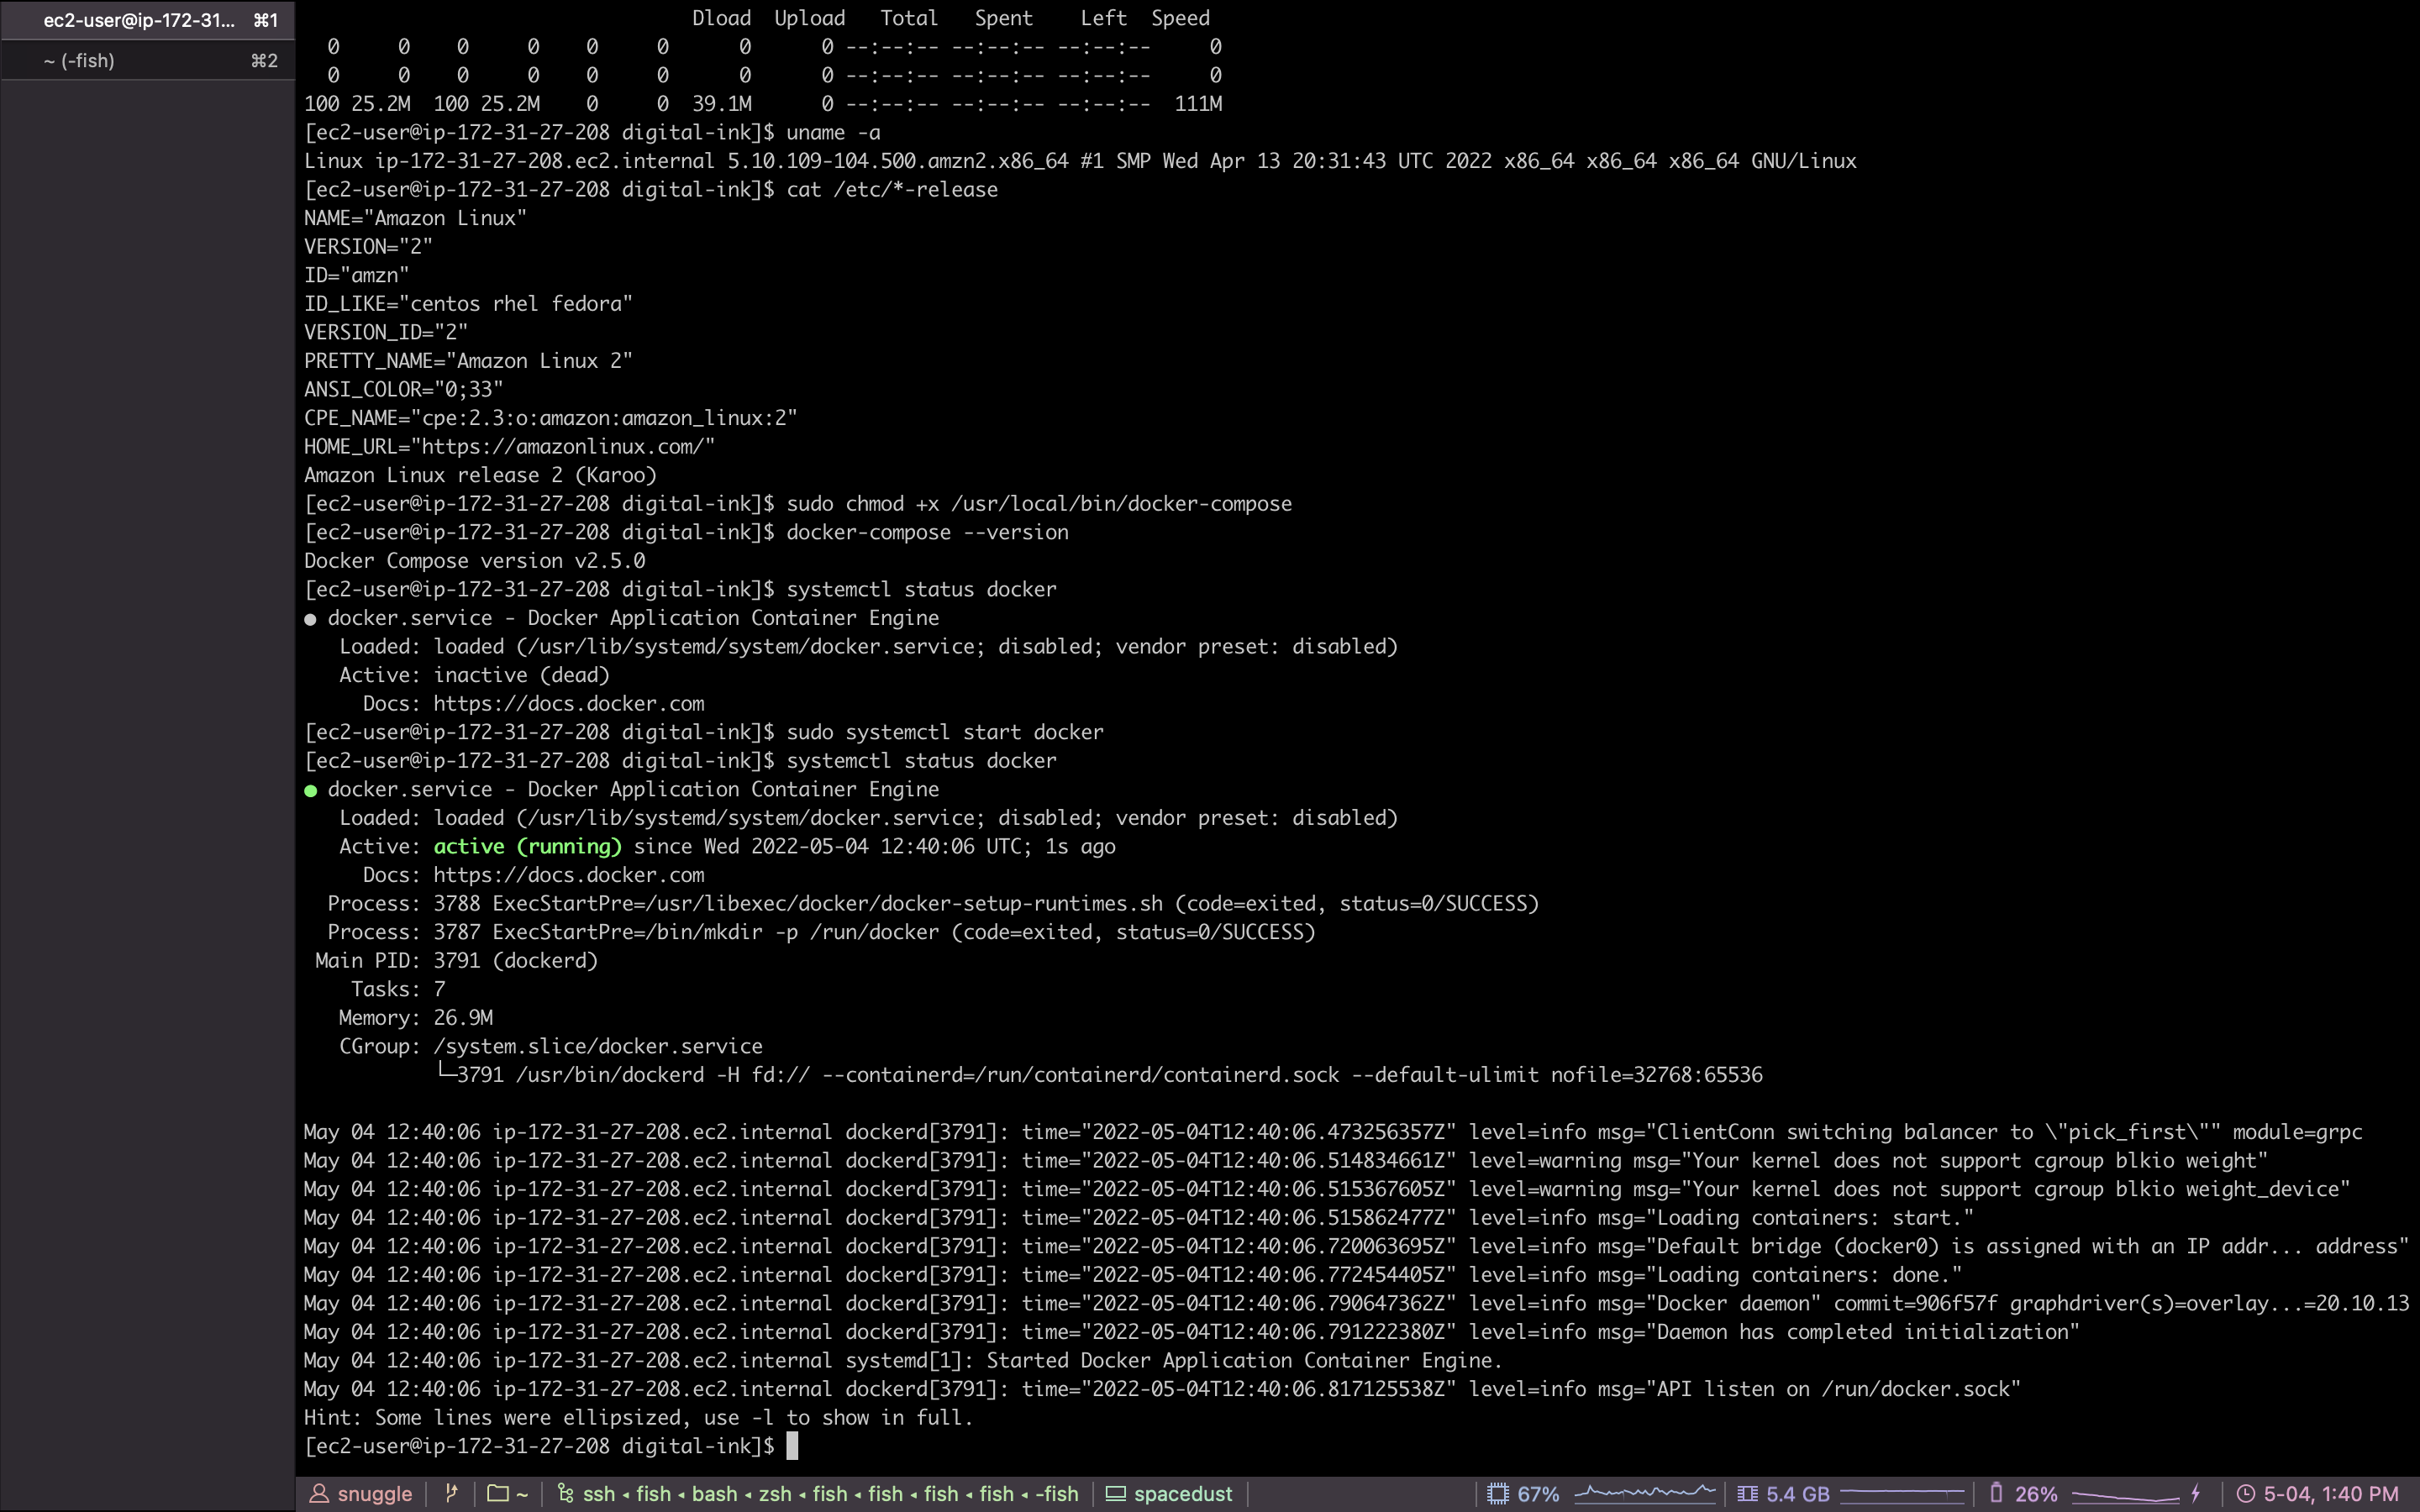 ec2-user@ip-172-31... ⌘1
~ (-fish) ⌘2
                                 Dload  Upload   Total   Spent    Left  Speed
  0     0    0     0    0     0      0      0 --:--:-- --:--:-- --:--:--     0
  0     0    0     0    0     0      0      0 --:--:-- --:--:-- --:--:--     0
100 25.2M  100 25.2M    0     0  39.1M      0 --:--:-- --:--:-- --:--:--  111M
[ec2-user@ip-172-31-27-208 digital-ink]$ uname -a
Linux ip-172-31-27-208.ec2.internal 5.10.109-104.500.amzn2.x86_64 #1 SMP Wed Apr 13 20:31:43 UTC 2022 x86_64 x86_64 x86_64 GNU/Linux
[ec2-user@ip-172-31-27-208 digital-ink]$ cat /etc/*-release
NAME="Amazon Linux"
VERSION="2"
ID="amzn"
ID_LIKE="centos rhel fedora"
VERSION_ID="2"
PRETTY_NAME="Amazon Linux 2"
ANSI_COLOR="0;33"
CPE_NAME="cpe:2.3:o:amazon:amazon_linux:2"
HOME_URL="https://amazonlinux.com/"
Amazon Linux release 2 (Karoo)
[ec2-user@ip-172-31-27-208 digital-ink]$ sudo chmod +x /usr/local/bin/docker-compose
[ec2-user@ip-172-31-27-208 digital-ink]$ docker-compose --version
Docker Compose version v2.5.0
[ec2-user@ip-172-31-27-208 digital-ink]$ systemctl status docker
● docker.service - Docker Application Container Engine
   Loaded: loaded (/usr/lib/systemd/system/docker.service; disabled; vendor preset: disabled)
   Active: inactive (dead)
     Docs: https://docs.docker.com
[ec2-user@ip-172-31-27-208 digital-ink]$ sudo systemctl start docker
[ec2-user@ip-172-31-27-208 digital-ink]$ systemctl status docker
● docker.service - Docker Application Container Engine
   Loaded: loaded (/usr/lib/systemd/system/docker.service; disabled; vendor preset: disabled)
   Active: active (running) since Wed 2022-05-04 12:40:06 UTC; 1s ago
     Docs: https://docs.docker.com
  Process: 3788 ExecStartPre=/usr/libexec/docker/docker-setup-runtimes.sh (code=exited, status=0/SUCCESS)
  Process: 3787 ExecStartPre=/bin/mkdir -p /run/docker (code=exited, status=0/SUCCESS)
 Main PID: 3791 (dockerd)
    Tasks: 7
   Memory: 26.9M
   CGroup: /system.slice/docker.service
           └─3791 /usr/bin/dockerd -H fd:// --containerd=/run/containerd/containerd.sock --default-ulimit nofile=32768:65536
May 04 12:40:06 ip-172-31-27-208.ec2.internal dockerd[3791]: time="2022-05-04T12:40:06.473256357Z" level=info msg="ClientConn switching balancer to \"pick_first\"" module=grpc
May 04 12:40:06 ip-172-31-27-208.ec2.internal dockerd[3791]: time="2022-05-04T12:40:06.514834661Z" level=warning msg="Your kernel does not support cgroup blkio weight"
May 04 12:40:06 ip-172-31-27-208.ec2.internal dockerd[3791]: time="2022-05-04T12:40:06.515367605Z" level=warning msg="Your kernel does not support cgroup blkio weight_device"
May 04 12:40:06 ip-172-31-27-208.ec2.internal dockerd[3791]: time="2022-05-04T12:40:06.515862477Z" level=info msg="Loading containers: start."
May 04 12:40:06 ip-172-31-27-208.ec2.internal dockerd[3791]: time="2022-05-04T12:40:06.720063695Z" level=info msg="Default bridge (docker0) is assigned with an IP addr... address"
May 04 12:40:06 ip-172-31-27-208.ec2.internal dockerd[3791]: time="2022-05-04T12:40:06.772454405Z" level=info msg="Loading containers: done."
May 04 12:40:06 ip-172-31-27-208.ec2.internal dockerd[3791]: time="2022-05-04T12:40:06.790647362Z" level=info msg="Docker daemon" commit=906f57f graphdriver(s)=overlay...=20.10.13
May 04 12:40:06 ip-172-31-27-208.ec2.internal dockerd[3791]: time="2022-05-04T12:40:06.791222380Z" level=info msg="Daemon has completed initialization"
May 04 12:40:06 ip-172-31-27-208.ec2.internal systemd[1]: Started Docker Application Container Engine.
May 04 12:40:06 ip-172-31-27-208.ec2.internal dockerd[3791]: time="2022-05-04T12:40:06.817125538Z" level=info msg="API listen on /run/docker.sock"
Hint: Some lines were ellipsized, use -l to show in full.
[ec2-user@ip-172-31-27-208 digital-ink]$
snuggle ~ ssh ◂ fish ◂ bash ◂ zsh ◂ fish ◂ fish ◂ fish ◂ fish ◂ -fish spacedust 67% 5.4 GB 26% 5-04, 1:40 PM